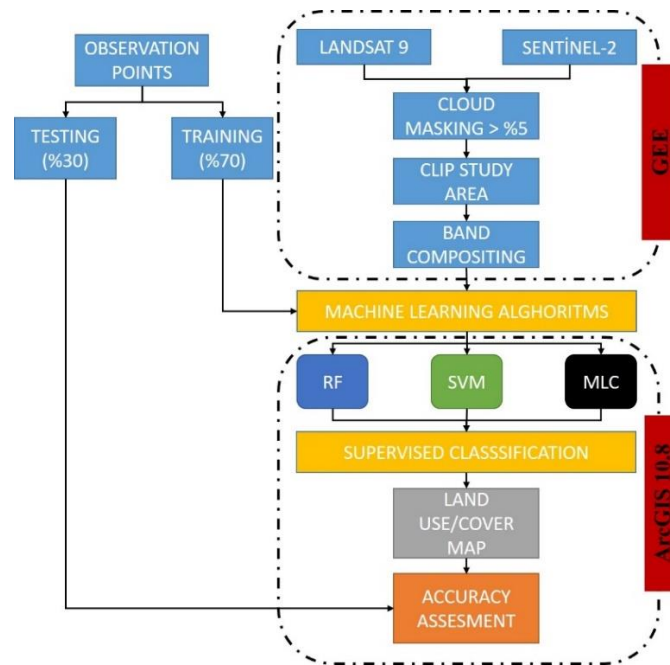 OBSERVATION
POINTS
TESTING
(%30)
TRAINING
(%70)
LANDSAT 9
SENTİNEL-2
CLOUD
MASKING > %5
CLIP STUDY
AREA
BAND
COMPOSITING
GEE
MACHINE LEARNING ALGHORITMS
RF
SVM
MLC
SUPERVISED CLASSSIFICATION
LAND
USE/COVER
MAP
ACCURACY
ASSESMENT
ArcGIS 10.8